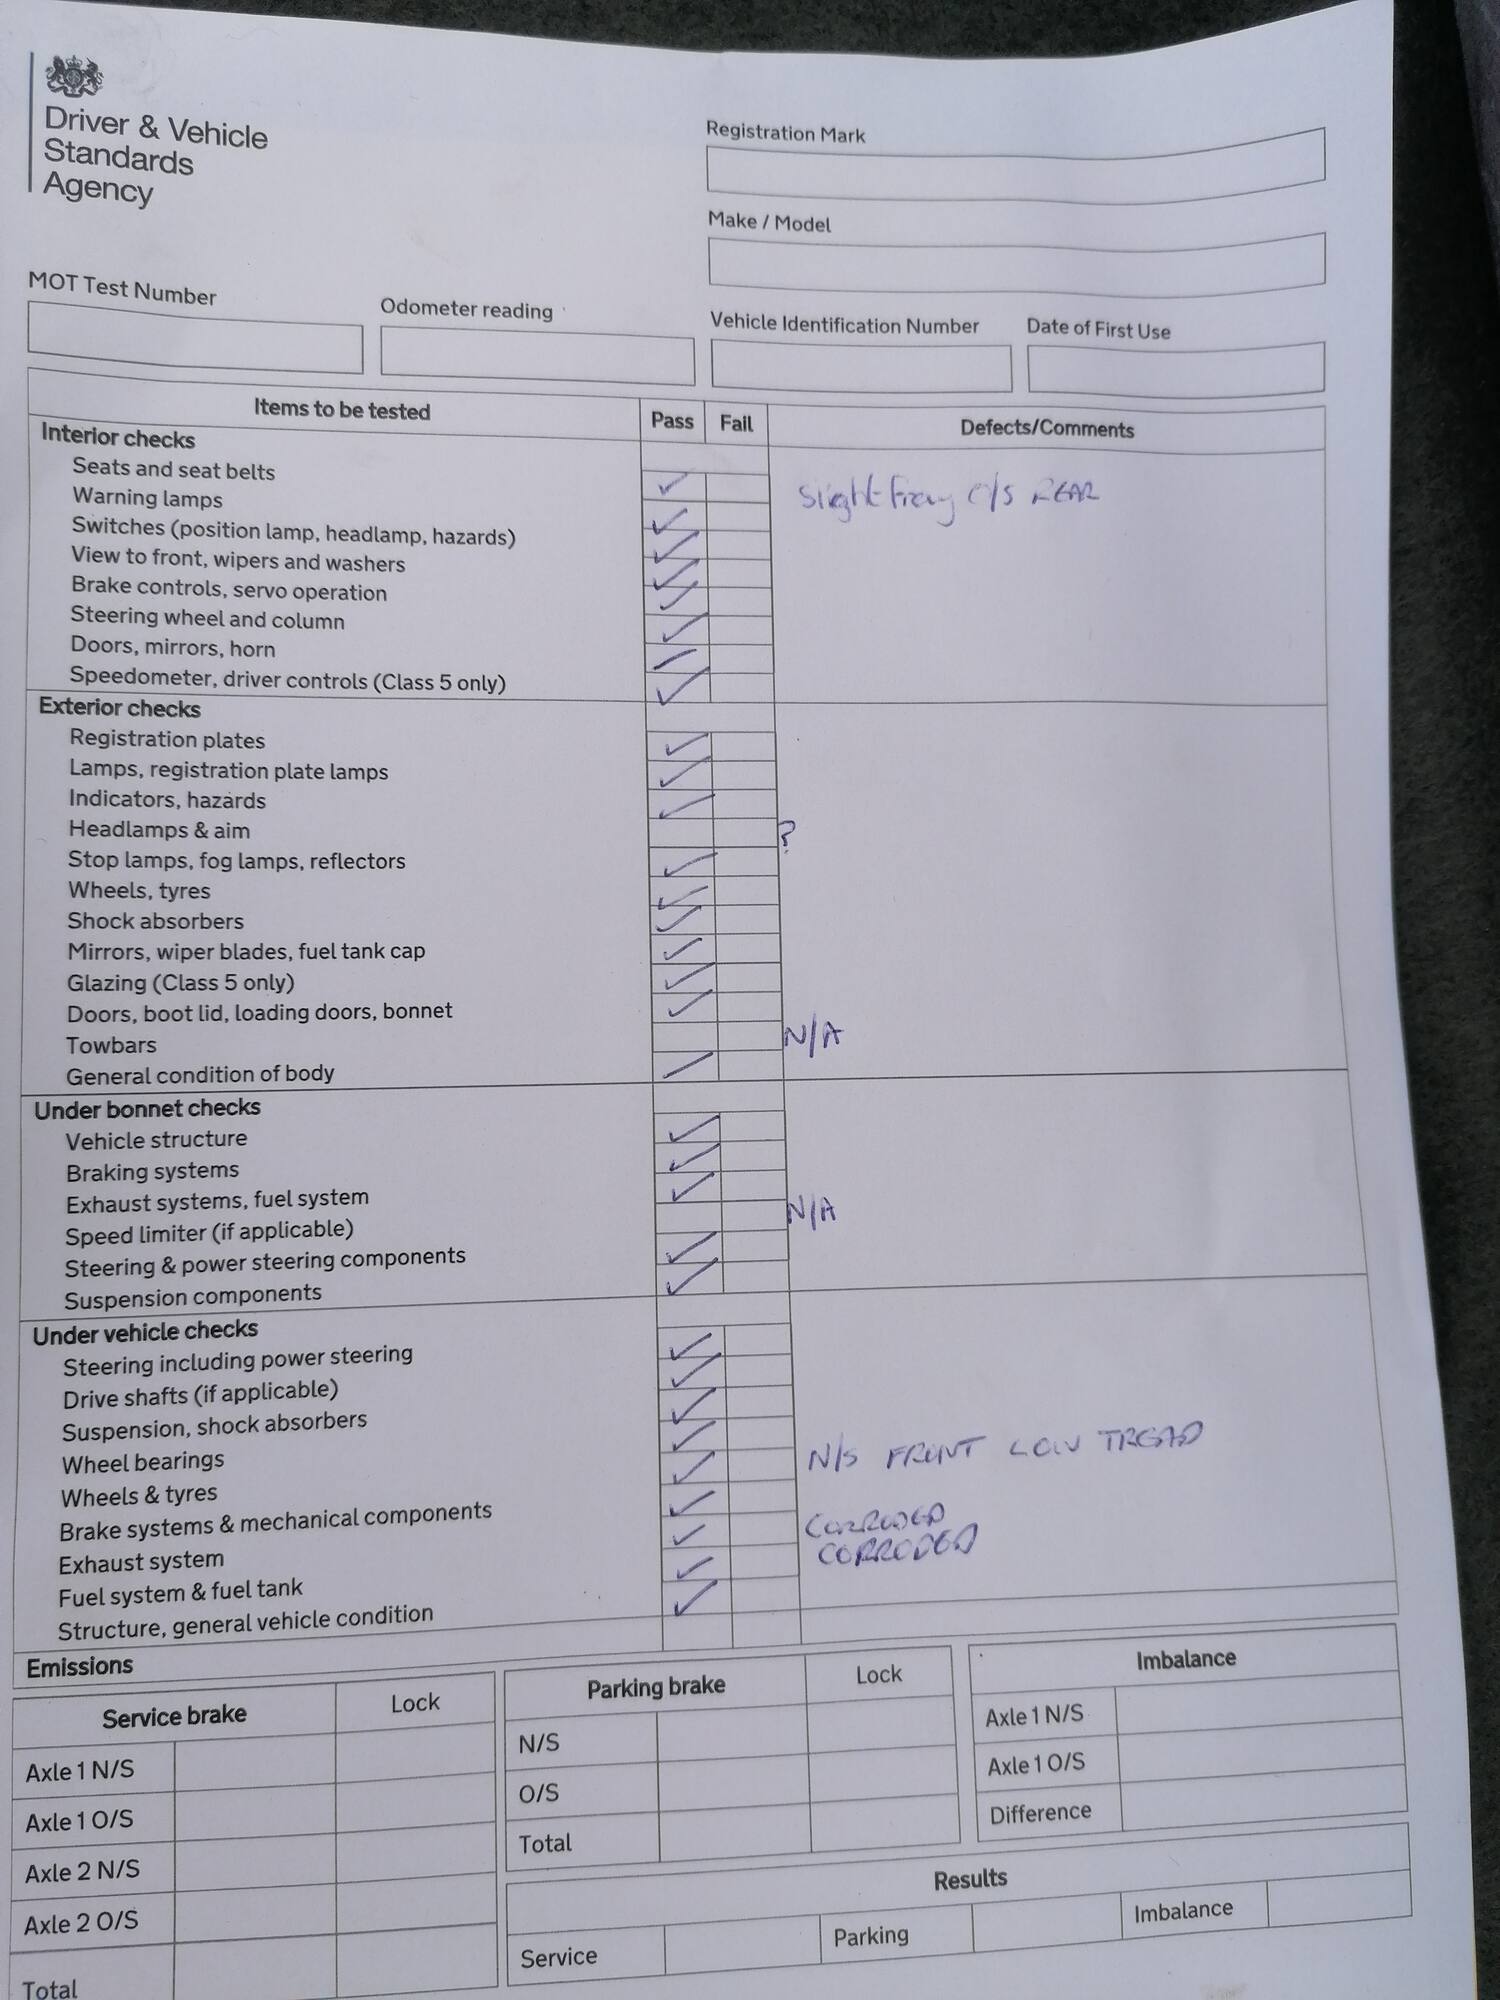 Driver & Vehicle
Standards
Agency
Registration Mark
Make / Model
MOT Test Number
Odometer reading
Vehicle Identification Number
Date of First Use
Items to be tested Pass Fail Defects/Comments
Interior checks
Seats and seat belts Slight Fray O/S REAR
Warning lamps
Switches (position lamp, headlamp, hazards)
View to front, wipers and washers
Brake controls, servo operation
Steering wheel and column
Doors, mirrors, horn
Speedometer, driver controls (Class 5 only)
Exterior checks
Registration plates
Lamps, registration plate lamps
Indicators, hazards
Headlamps & aim ?
Stop lamps, fog lamps, reflectors
Wheels, tyres
Shock absorbers
Mirrors, wiper blades, fuel tank cap
Glazing (Class 5 only)
Doors, boot lid, loading doors, bonnet
Towbars N/A
General condition of body
Under bonnet checks
Vehicle structure
Braking systems
Exhaust systems, fuel system
Speed limiter (if applicable) N/A
Steering & power steering components
Suspension components
Under vehicle checks
Steering including power steering
Drive shafts (if applicable)
Suspension, shock absorbers
Wheel bearings
Wheels & tyres N/S FRONT LOW TREAD
Brake systems & mechanical components
Exhaust system CORRODED
Fuel system & fuel tank CORRODED
Structure, general vehicle condition
Emissions
Service brake Lock
Axle 1 N/S
Axle 1 O/S
Axle 2 N/S
Axle 2 O/S
Total
Parking brake Lock
N/S
O/S
Total
Imbalance
Axle 1 N/S
Axle 1 O/S
Difference
Results
Service Parking Imbalance